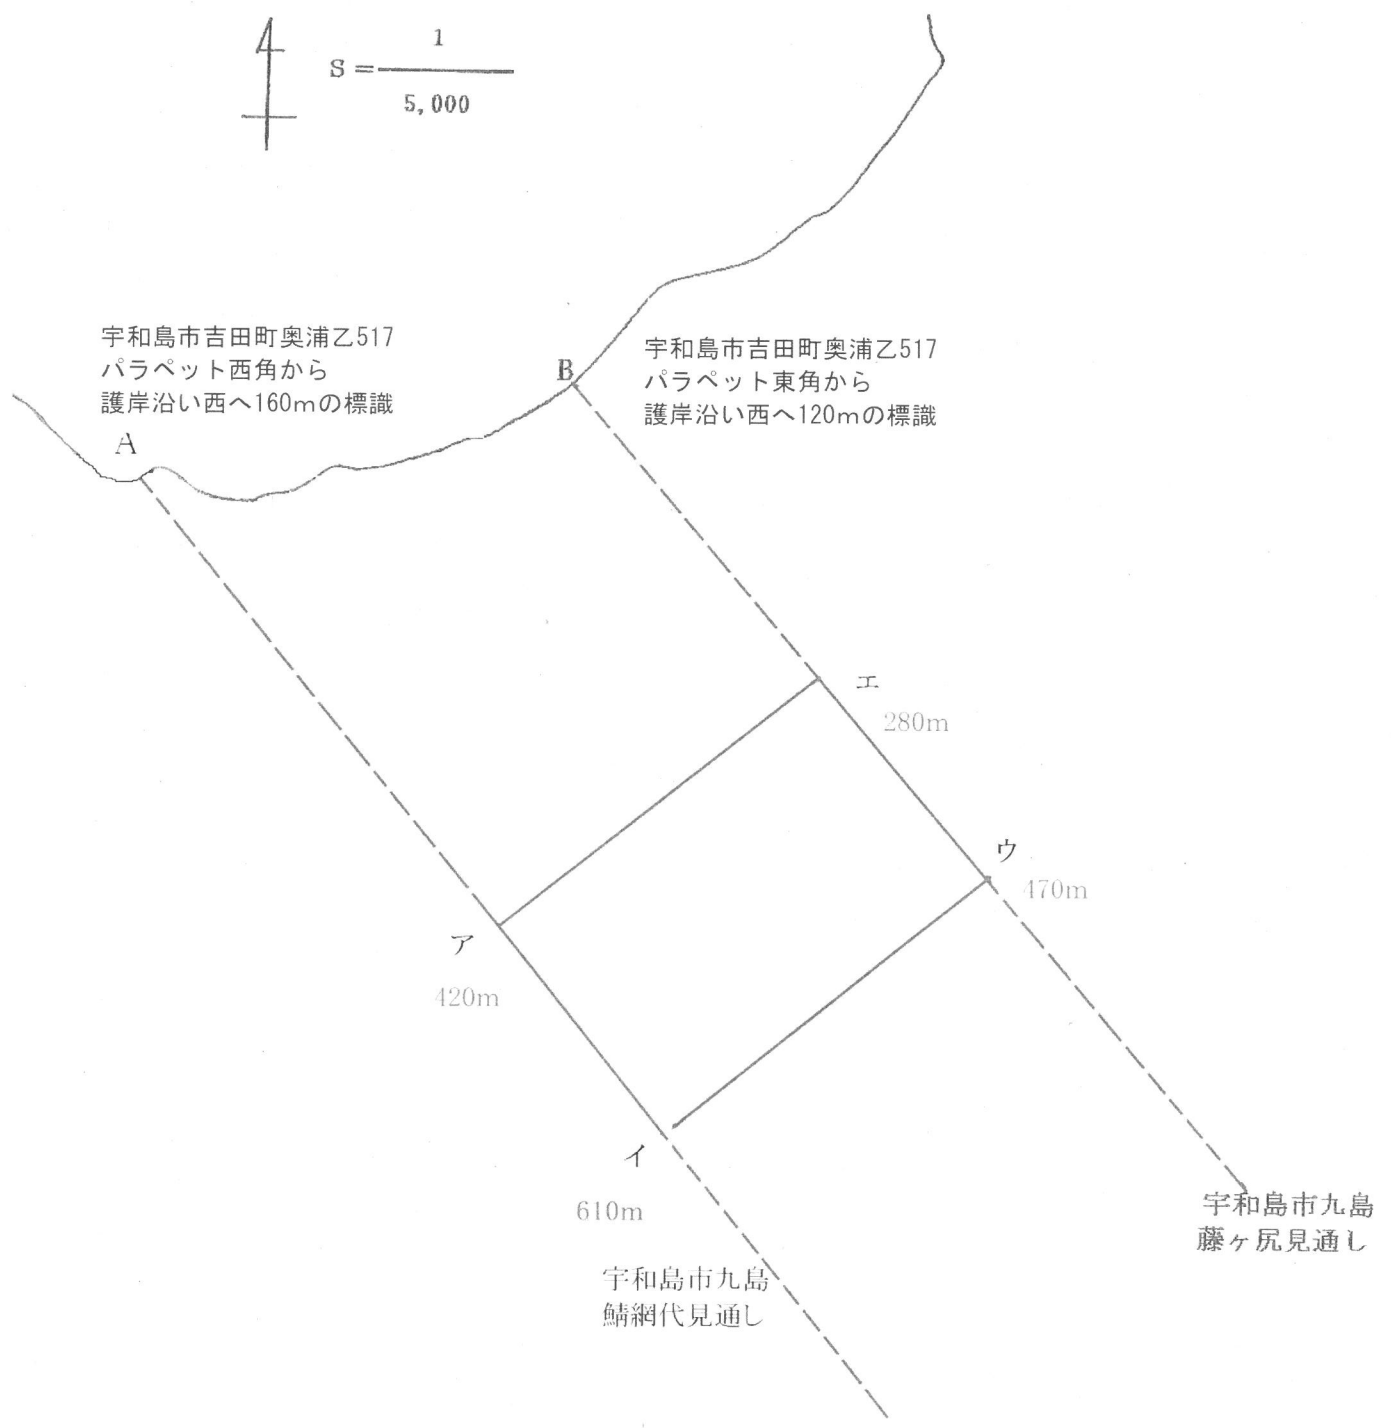 1
S=
5,000
宇和島市吉田町奥浦乙517
パラペット西角から
護岸沿い西へ160mの標識
A
B
宇和島市吉田町奥浦乙517
パラペット東角から
護岸沿い西へ120mの標識
エ
280m
ウ
470m
ア
420m
イ
610m
宇和島市九島
藤ヶ尻見通し
宇和島市九島
鯖網代見通し